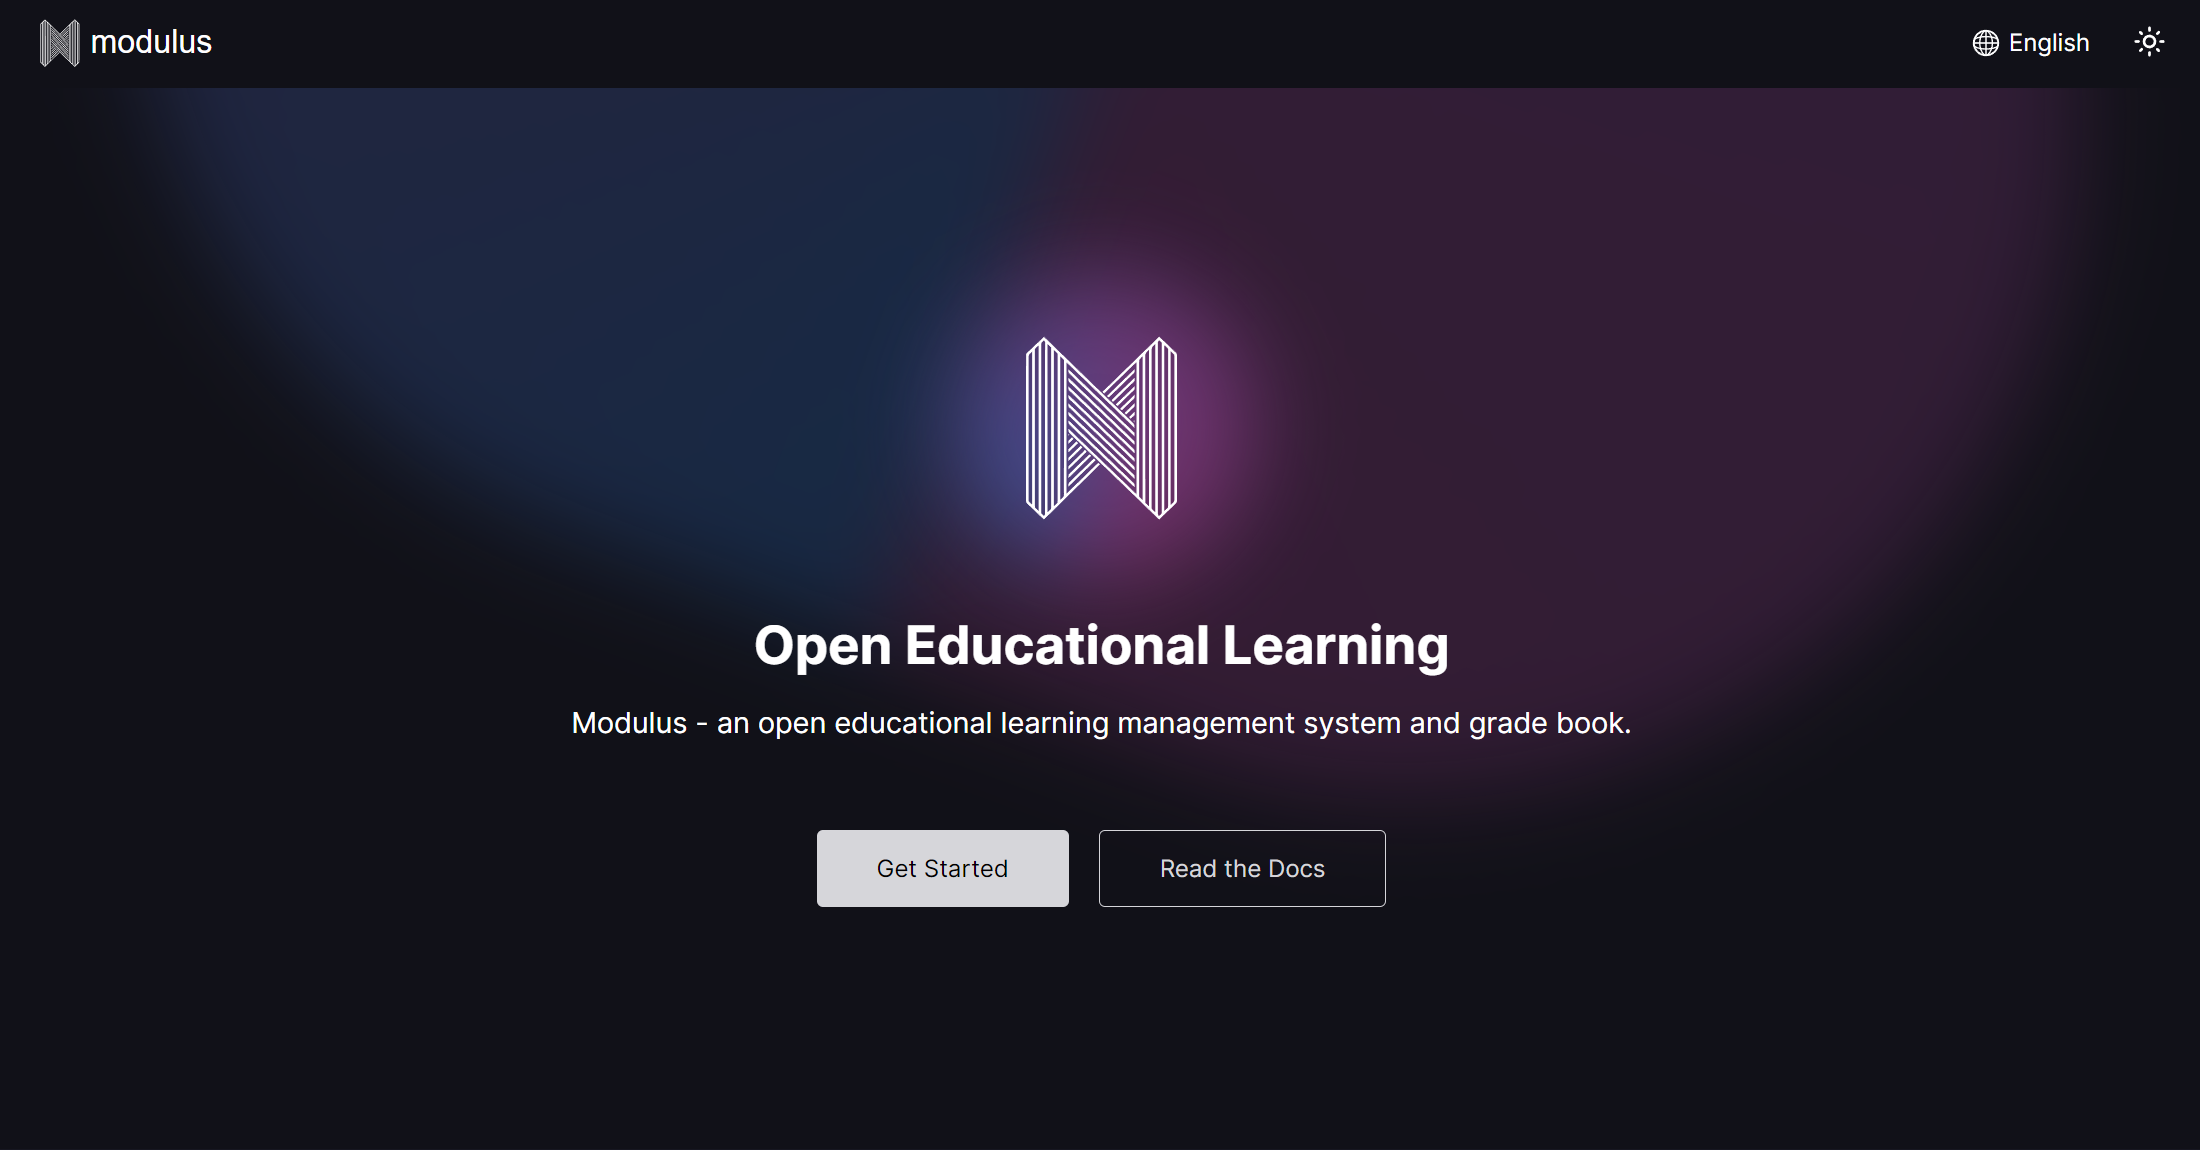 modulus
English
Open Educational Learning
Modulus - an open educational learning management system and grade book.
Get Started
Read the Docs